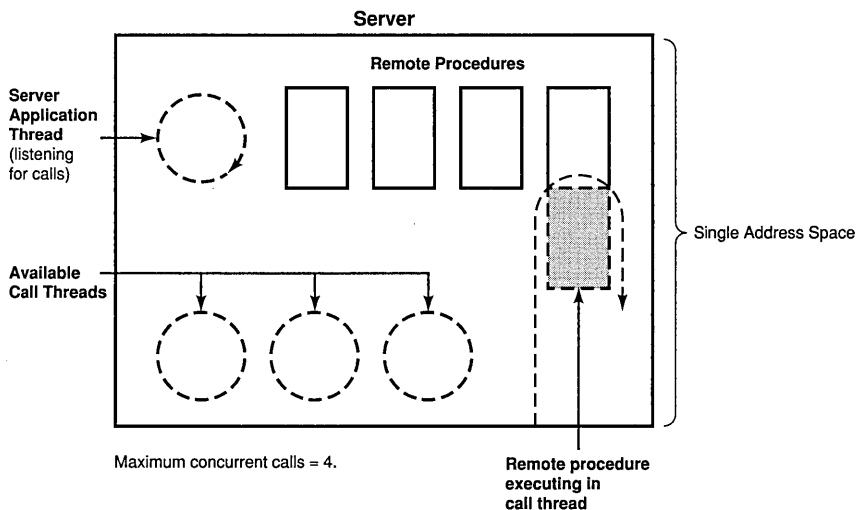 Server
Remote Procedures
Server
Application
Thread
(listening
for calls)
Single Address Space
Available
Call Threads
Maximum concurrent calls = 4.
Remote procedure
executing in
call thread